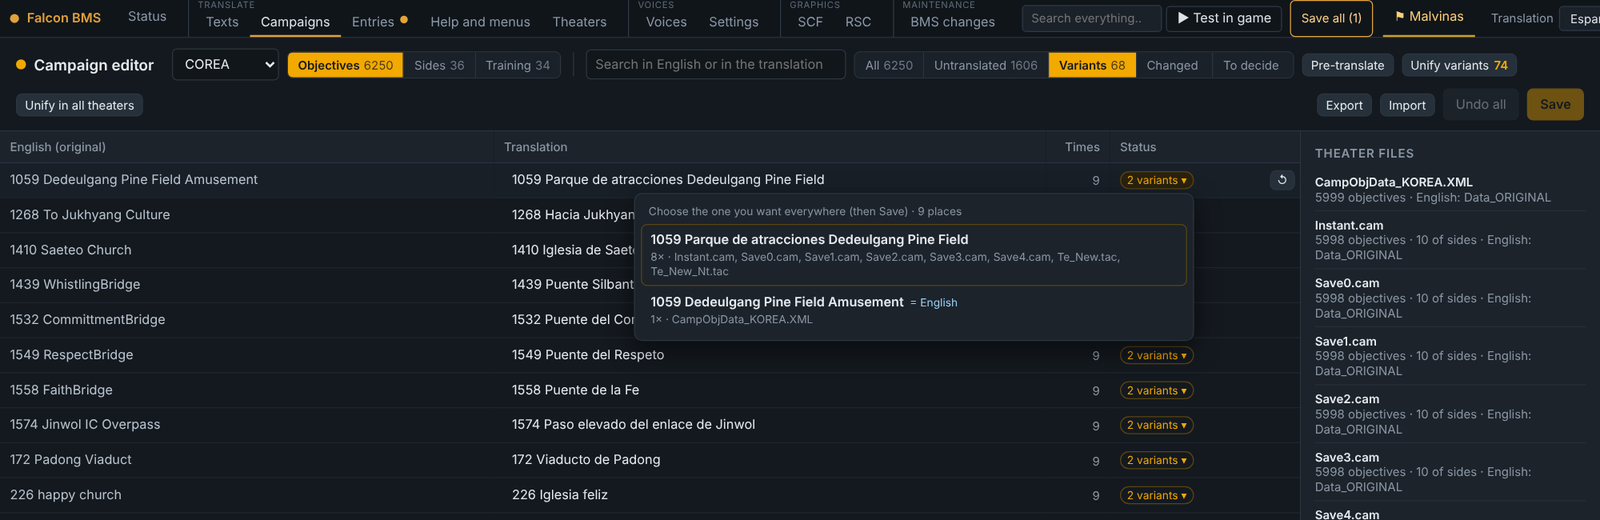 Falcon BMS
Status
TRANSLATE
Texts
Campaigns
Entries
Help and menus
Theaters
VOICES
Voices
Settings
GRAPHICS
SCF
RSC
MAINTENANCE
BMS changes
Search everything..
▶ Test in game
Save all (1)
⚑ Malvinas
Translation
Espa
Campaign editor
COREA
Objectives 6250
Sides 36
Training 34
Search in English or in the translation
All 6250
Untranslated 1606
Variants 68
Changed
To decide
Pre-translate
Unify variants 74
Unify in all theaters
Export
Import
Undo all
Save
English (original)
Translation
Times
Status
1059 Dedeulgang Pine Field Amusement
1059 Parque de atracciones Dedeulgang Pine Field
9
2 variants ▾
1268 To Jukhyang Culture
1268 Hacia Jukhyan
1410 Saeteo Church
1410 Iglesia de Saet
1439 WhistlingBridge
1439 Puente Silbant
1532 CommittmentBridge
1532 Puente del Co
Choose the one you want everywhere (then Save) · 9 places
1059 Parque de atracciones Dedeulgang Pine Field
8× · Instant.cam, Save0.cam, Save1.cam, Save2.cam, Save3.cam, Save4.cam, Te_New.tac,
Te_New_Nt.tac
1059 Dedeulgang Pine Field Amusement = English
1× · CampObjData_KOREA.XML
1549 RespectBridge
1549 Puente del Respeto
9
2 variants ▾
1558 FaithBridge
1558 Puente de la Fe
9
2 variants ▾
1574 Jinwol IC Overpass
1574 Paso elevado del enlace de Jinwol
9
2 variants ▾
172 Padong Viaduct
172 Viaducto de Padong
9
2 variants ▾
226 happy church
226 Iglesia feliz
9
2 variants ▾
THEATER FILES
CampObjData_KOREA.XML
5999 objectives · English: Data_ORIGINAL
Instant.cam
5998 objectives · 10 of sides · English:
Data_ORIGINAL
Save0.cam
5998 objectives · 10 of sides · English:
Data_ORIGINAL
Save1.cam
5998 objectives · 10 of sides · English:
Data_ORIGINAL
Save2.cam
5998 objectives · 10 of sides · English:
Data_ORIGINAL
Save3.cam
5998 objectives · 10 of sides · English:
Data_ORIGINAL
Save4.cam